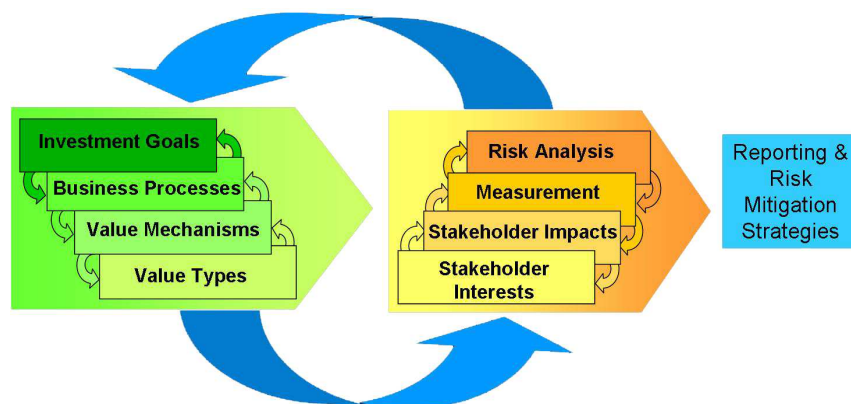 Investment Goals
Business Processes
Value Mechanisms
Value Types
Risk Analysis
Measurement
Stakeholder Impacts
Stakeholder
Interests
Reporting &
Risk
Mitigation
Strategies